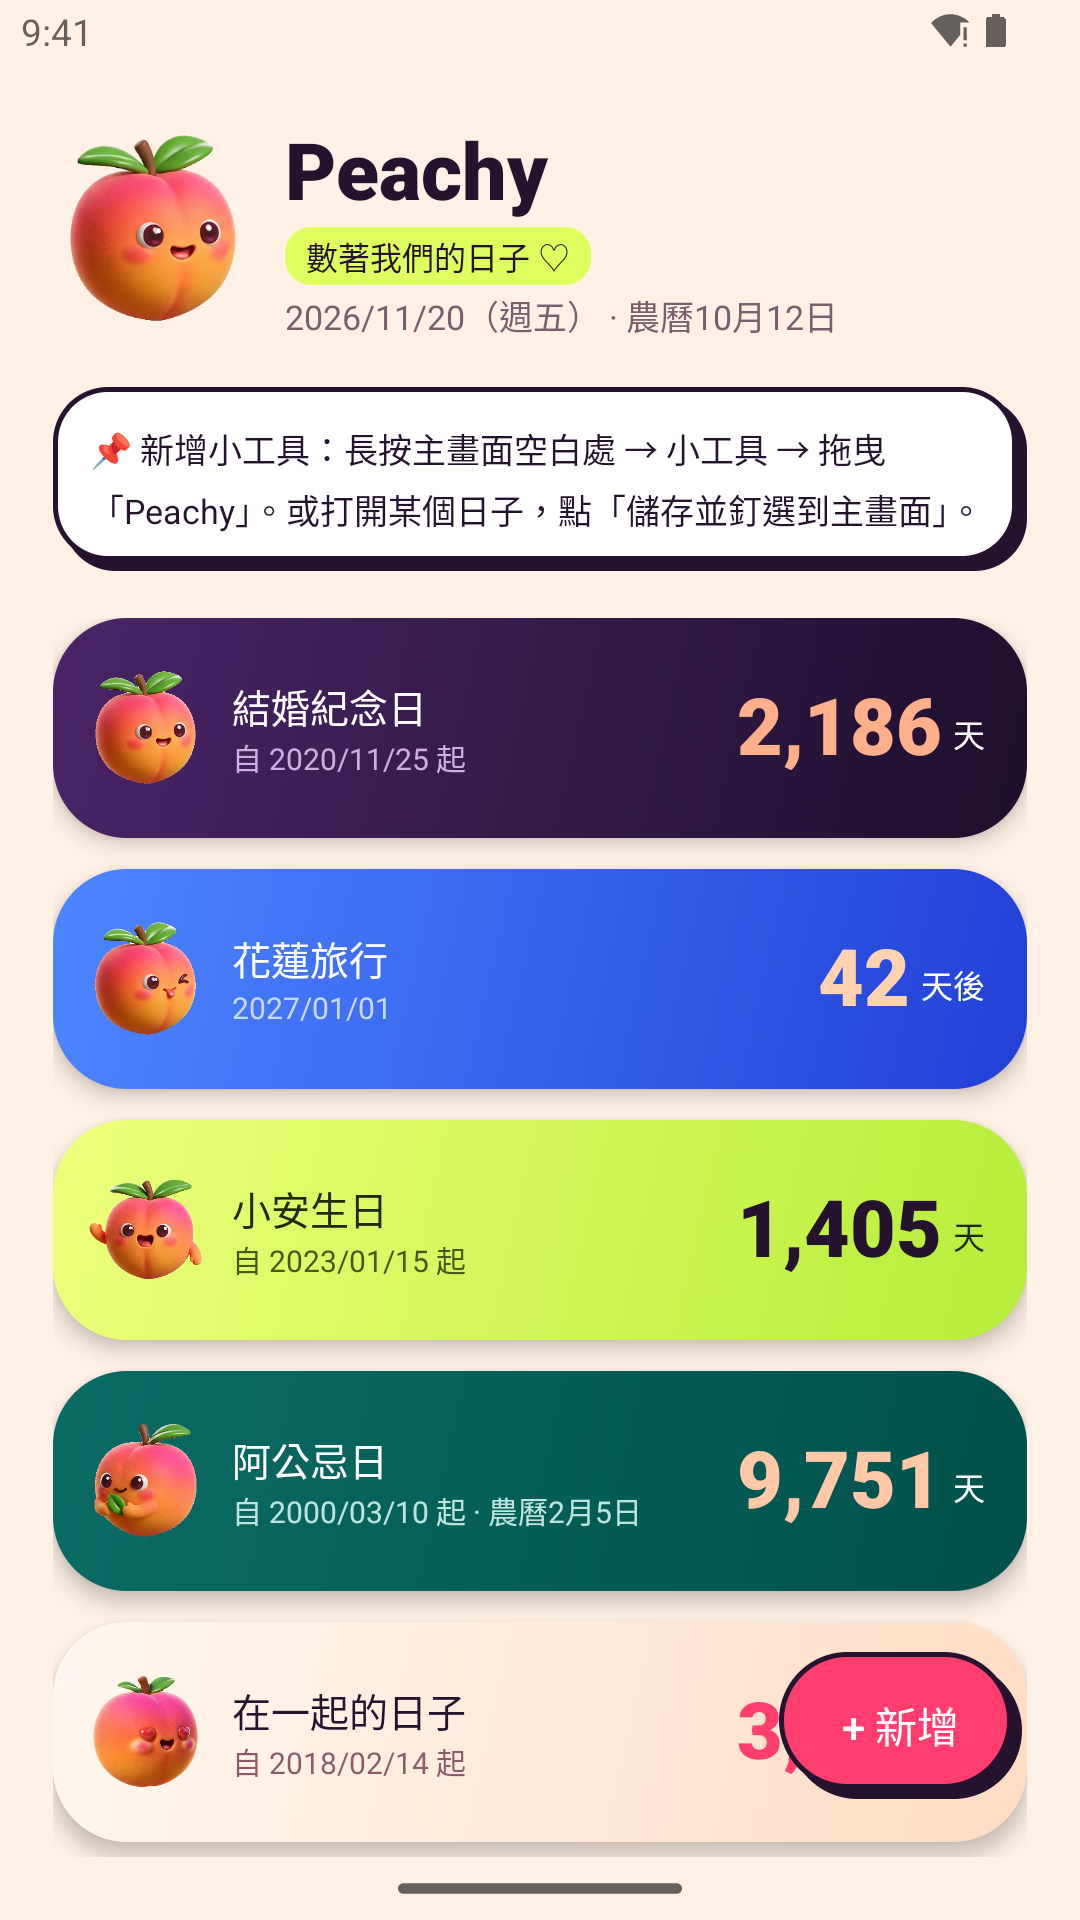 9:41
Peachy
數著我們的日子 ♡
2026/11/20（週五） · 農曆10月12日
📌 新增小工具：長按主畫面空白處 → 小工具 → 拖曳
「Peachy」。或打開某個日子，點「儲存並釘選到主畫面」。
結婚紀念日
自 2020/11/25 起
2,186 天
花蓮旅行
2027/01/01
42 天後
小安生日
自 2023/01/15 起
1,405 天
阿公忌日
自 2000/03/10 起 · 農曆2月5日
9,751 天
在一起的日子
自 2018/02/14 起
3,
+ 新增